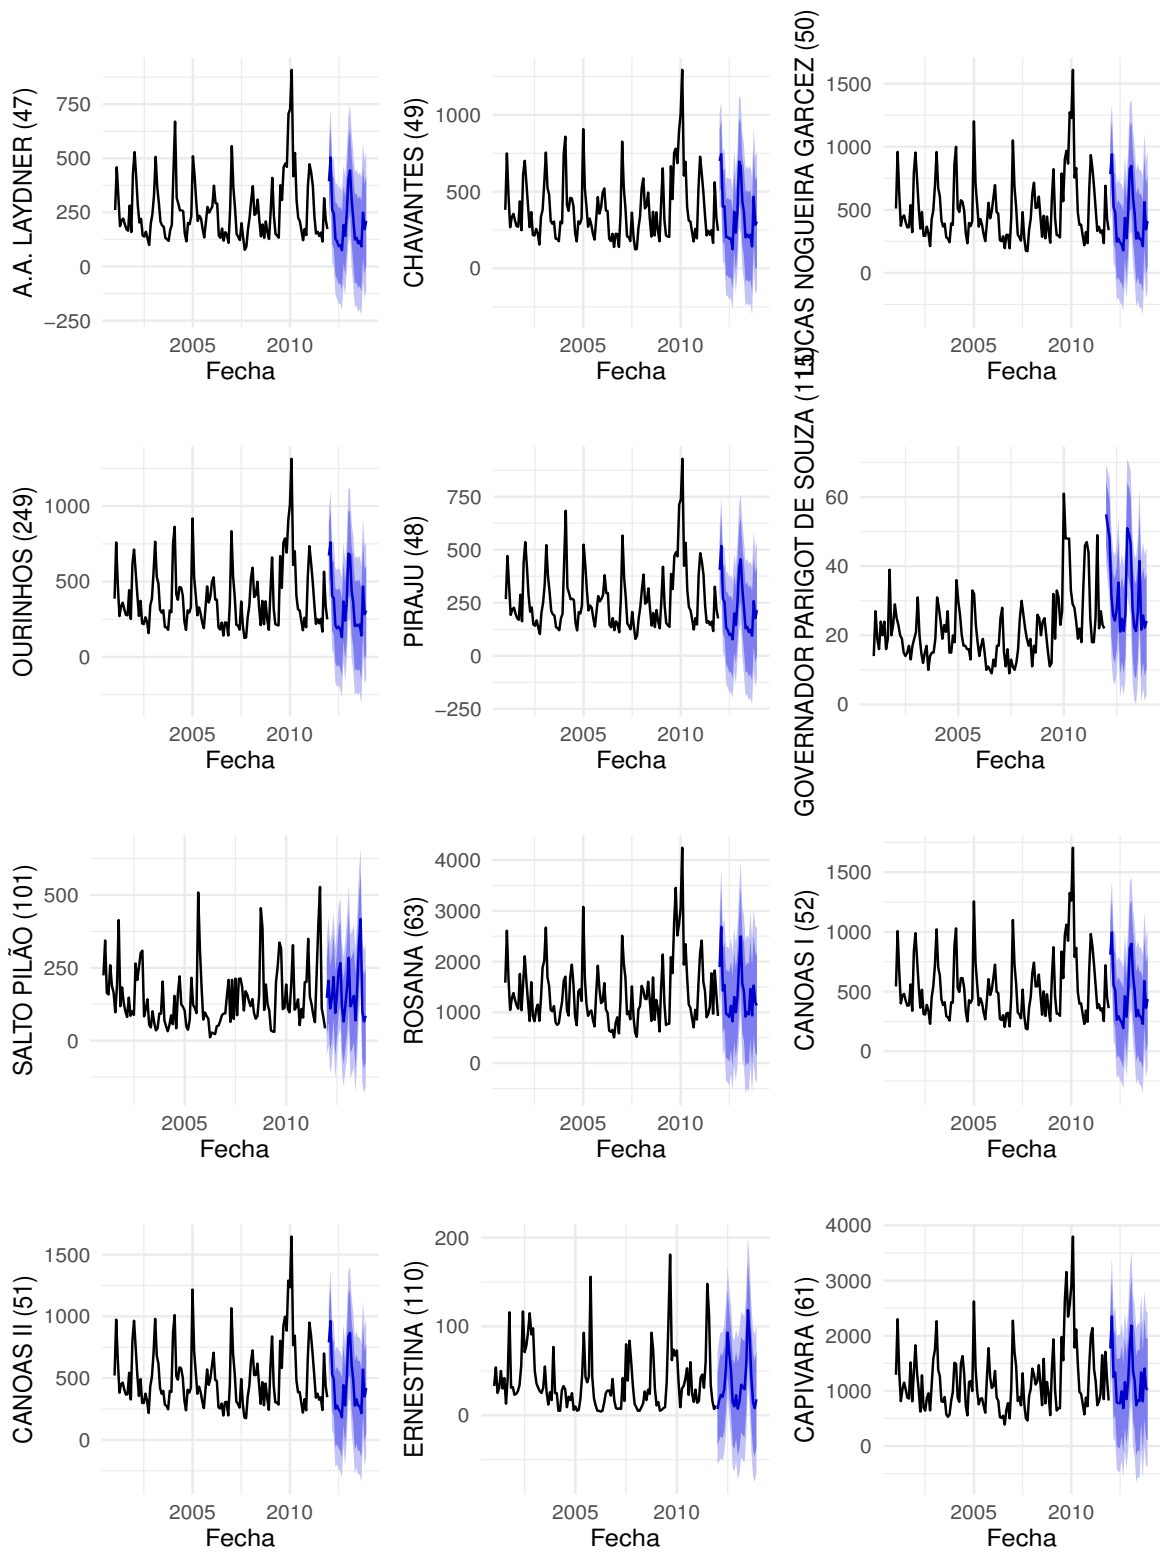 A.A. LAYDNER (47)
750
500
250
0
−250
2005 2010
Fecha
CHAVANTES (49)
1000
500
0
2005 2010
Fecha
LUCAS NOGUEIRA GARCEZ (50)
1500
1000
500
0
2005 2010
Fecha
OURINHOS (249)
1000
500
0
2005 2010
Fecha
PIRAJU (48)
750
500
250
0
−250
2005 2010
Fecha
GOVERNADOR PARIGOT DE SOUZA (115)
60
40
20
0
2005 2010
Fecha
SALTO PILÃO (101)
500
250
0
2005 2010
Fecha
ROSANA (63)
4000
3000
2000
1000
0
2005 2010
Fecha
CANOAS I (52)
1500
1000
500
0
2005 2010
Fecha
CANOAS II (51)
1500
1000
500
0
2005 2010
Fecha
ERNESTINA (110)
200
100
0
2005 2010
Fecha
CAPIVARA (61)
4000
3000
2000
1000
0
2005 2010
Fecha